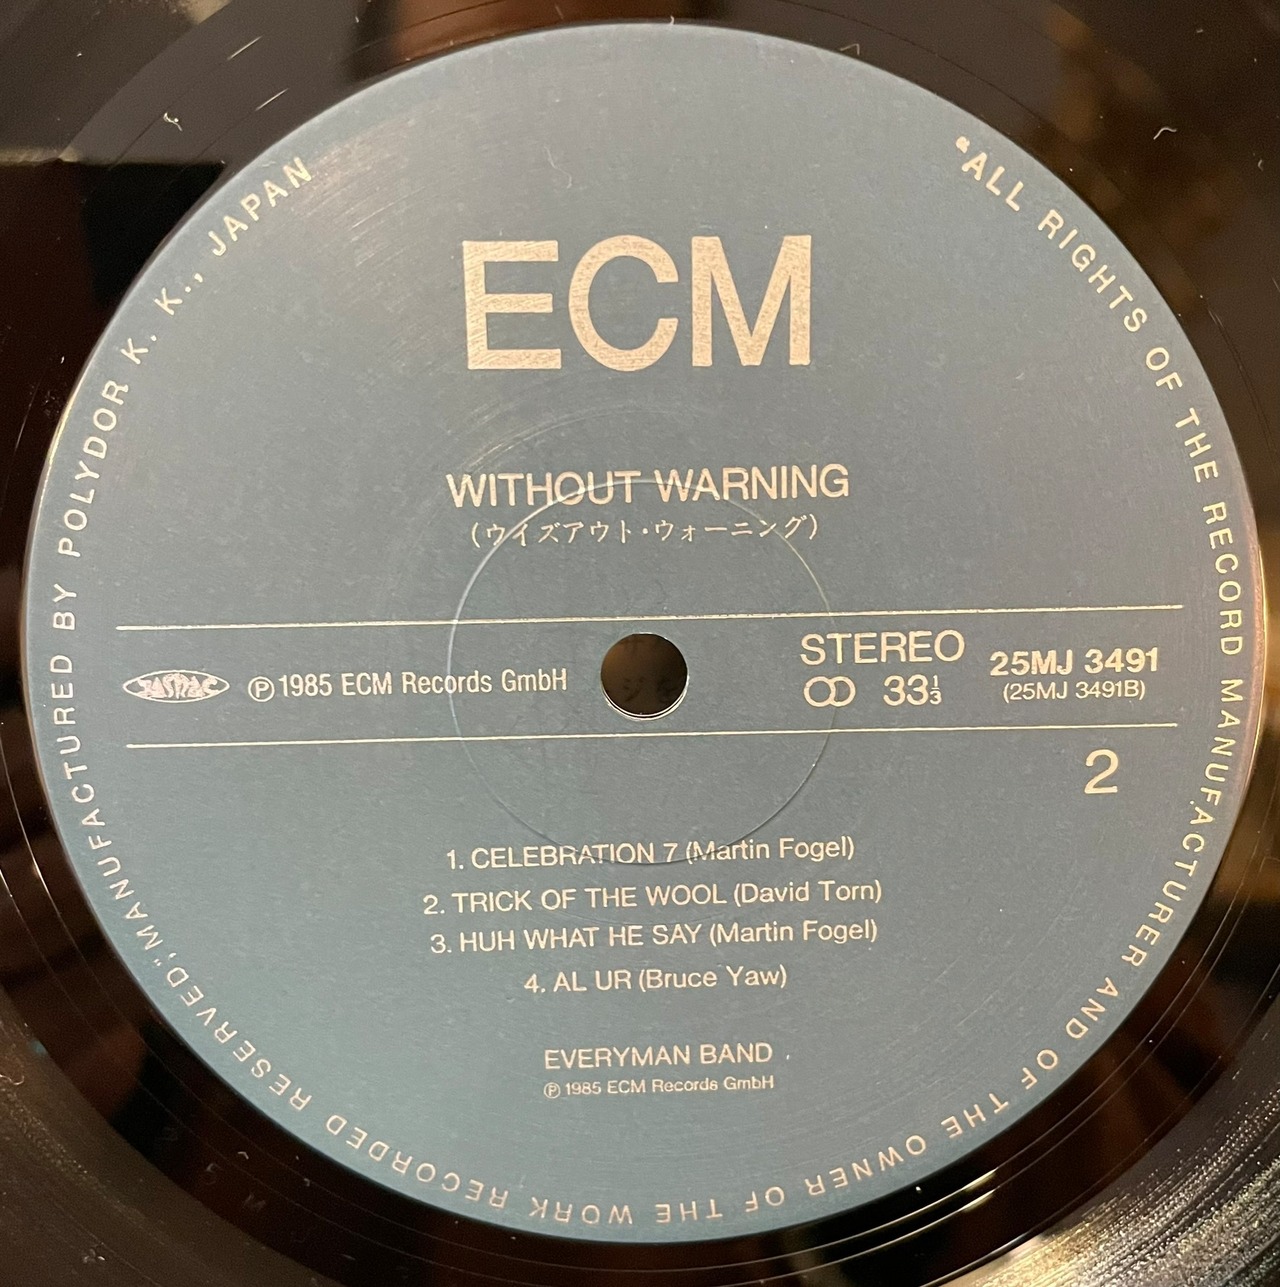 ECM
WITHOUT WARNING
(ウイズアウト・ウォーニング)
JASRAC
Ⓟ1985 ECM Records GmbH
STEREO
33⅓
25MJ 3491
(25MJ 3491B)
2
1. CELEBRATION 7 (Martin Fogel)
2. TRICK OF THE WOOL (David Torn)
3. HUH WHAT HE SAY (Martin Fogel)
4. AL UR (Bruce Yaw)
EVERYMAN BAND
Ⓟ1985 ECM Records GmbH
"ALL RIGHTS OF THE RECORD MANUFACTURER AND OF THE OWNER OF THE WORK RECORDED RESERVED," MANUFACTURED BY POLYDOR K. K., JAPAN